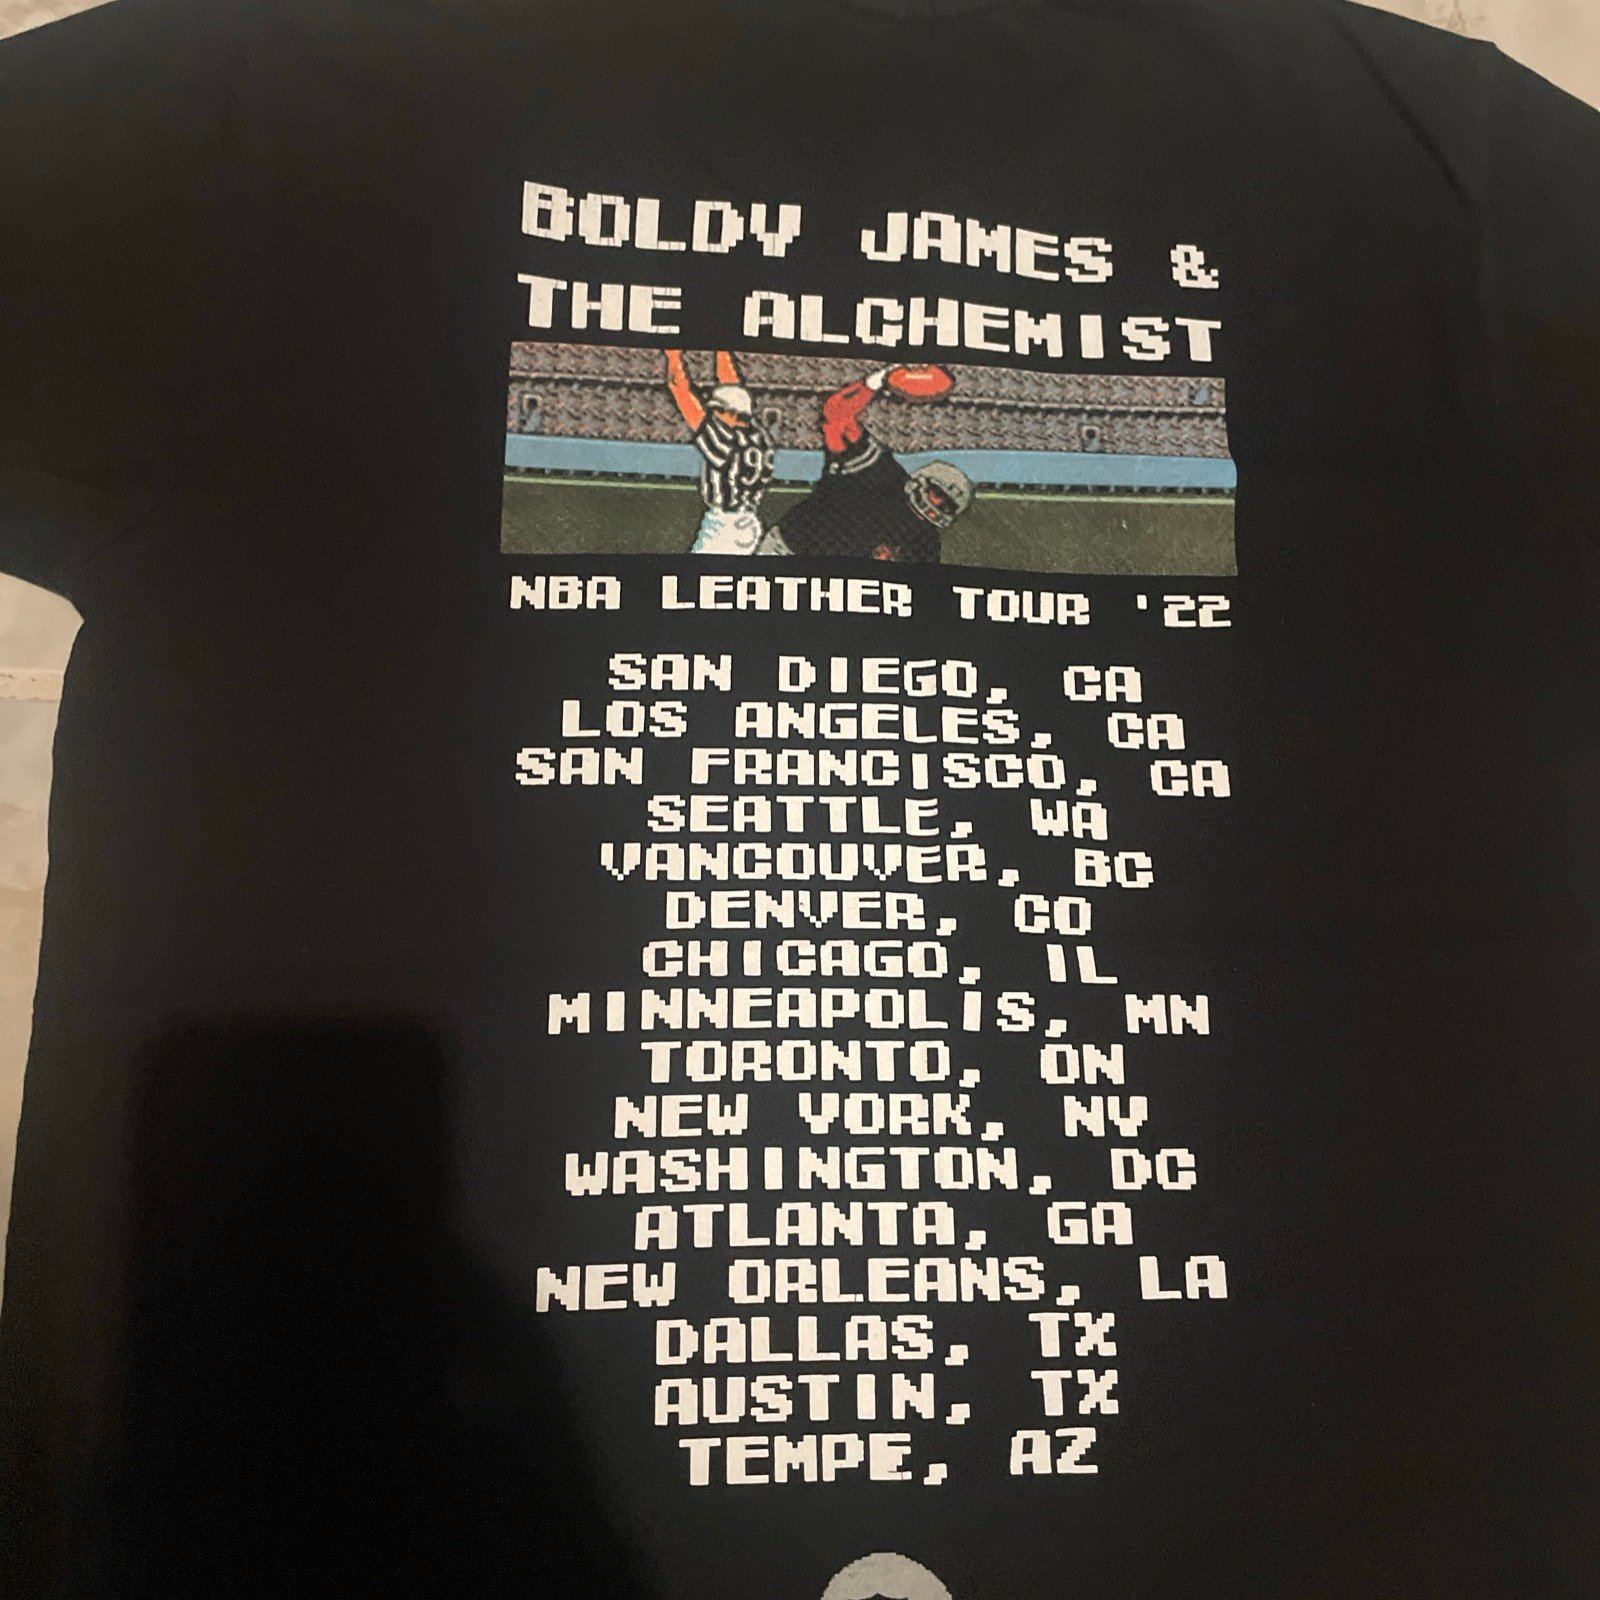 BOLDY JAMES &
THE ALCHEMIST
99
NBA LEATHER TOUR '22
SAN DIEGO, CA
LOS ANGELES, CA
SAN FRANCISCO, CA
SEATTLE, WA
VANCOUVER, BC
DENVER, CO
CHICAGO, IL
MINNEAPOLIS, MN
TORONTO, ON
NEW YORK, NY
WASHINGTON, DC
ATLANTA, GA
NEW ORLEANS, LA
DALLAS, TX
AUSTIN, TX
TEMPE, AZ